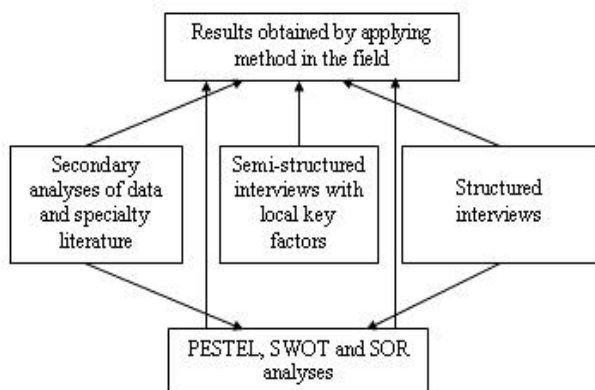 Results obtained by applying
method in the field
Secondary
analyses of data
and specialty
literature
Semi-structured
interviews with
local key
factors
Structured
interviews
PESTEL, SWOT and SOR
analyses